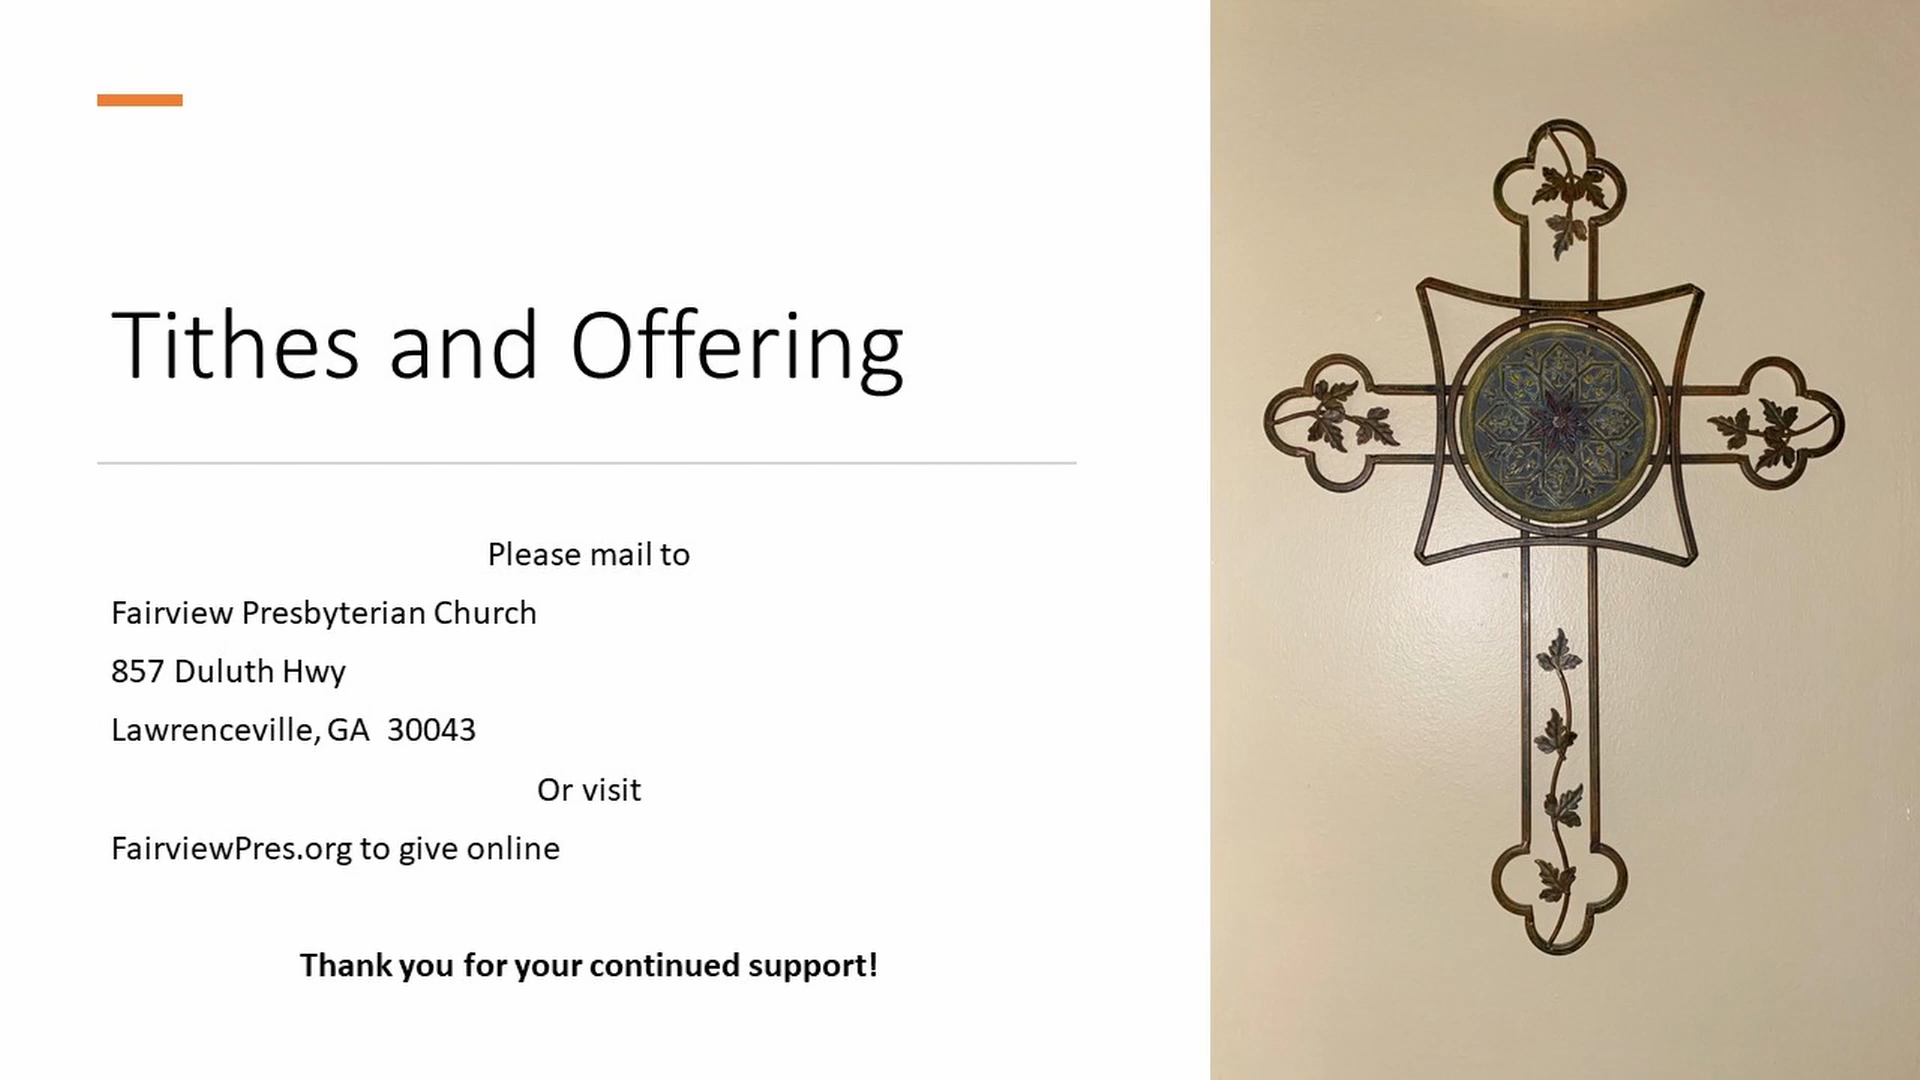 Tithes and Offering
Please mail to
Fairview Presbyterian Church
857 Duluth Hwy
Lawrenceville, GA  30043
Or visit
FairviewPres.org to give online
Thank you for your continued support!